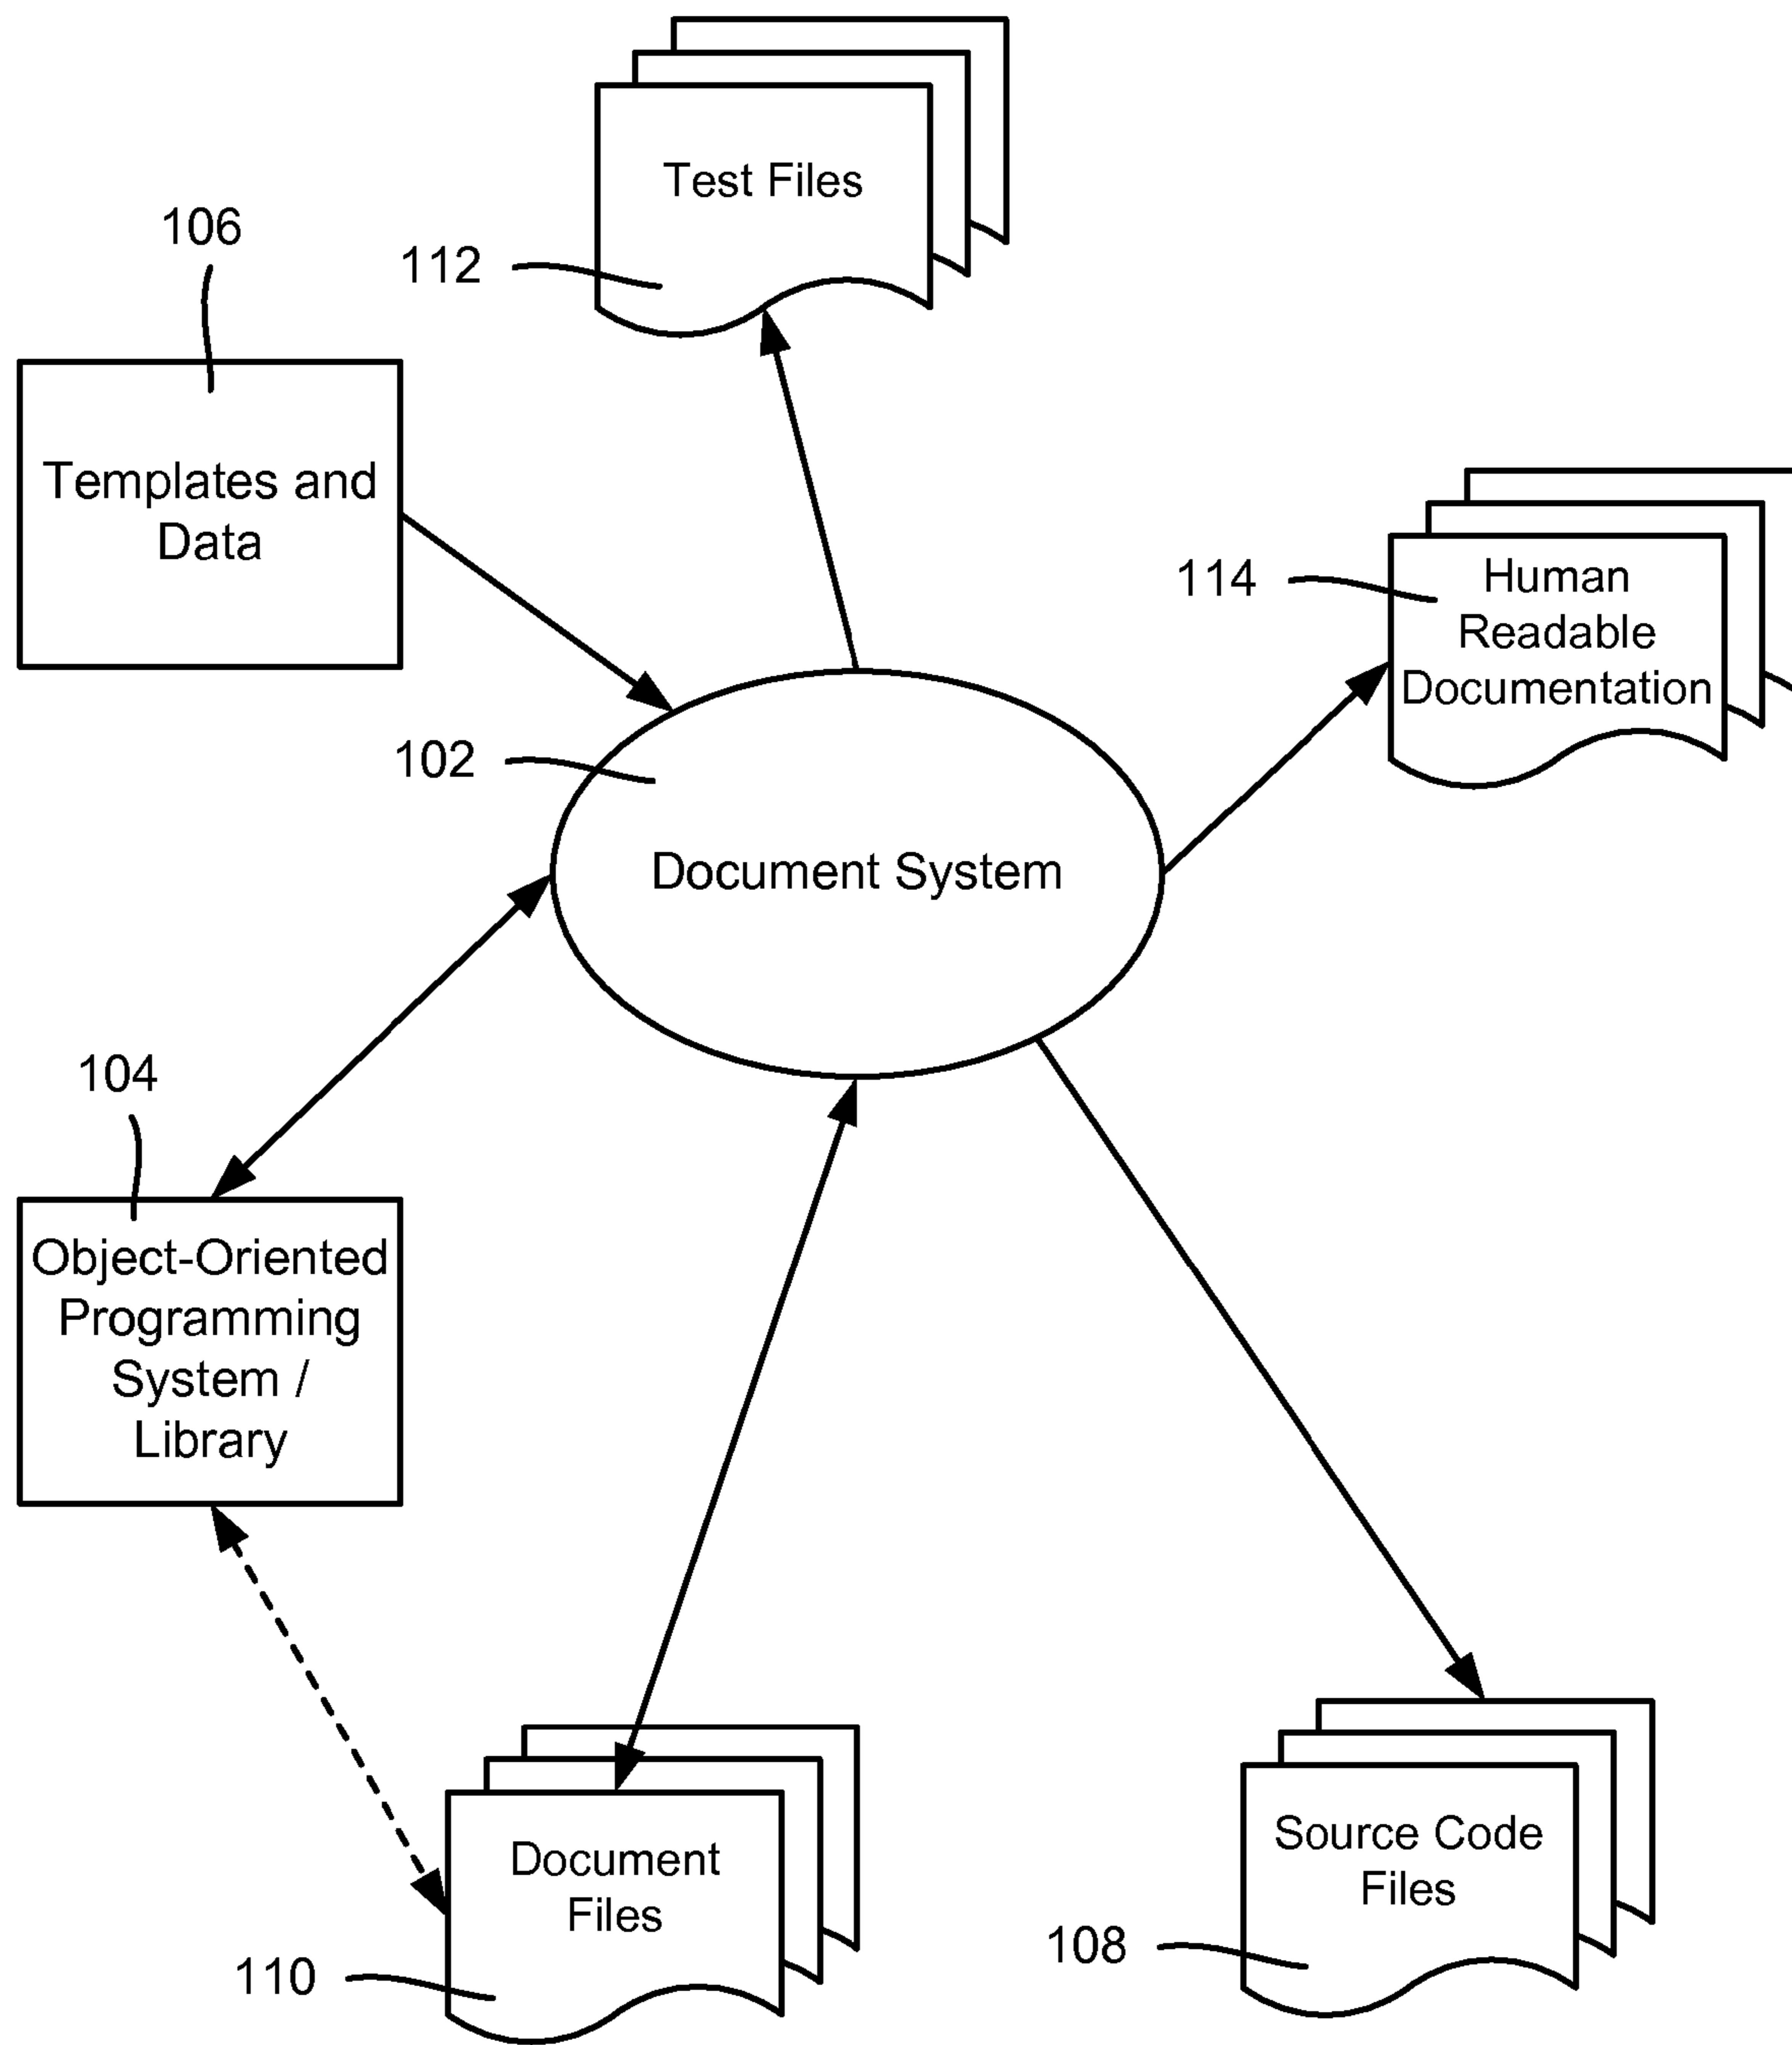 Test Files
106
112
Templates and
Data
114
Human
Readable
Documentation
102
Document System
104
Object-Oriented
Programming
System /
Library
Document
Files
110
Source Code
Files
108